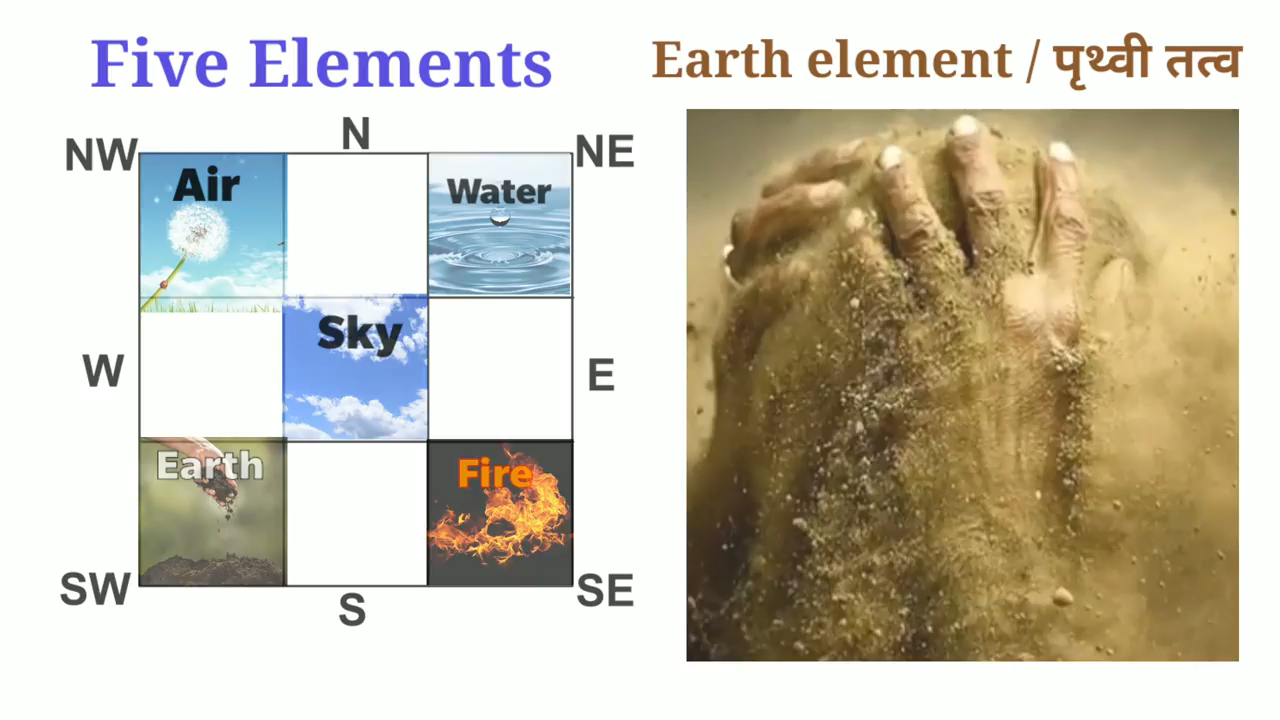 Five Elements
Earth element / पृथ्वी तत्व
N
NW
NE
Air
Water
Sky
W
E
Earth
Fire
SW
SE
S